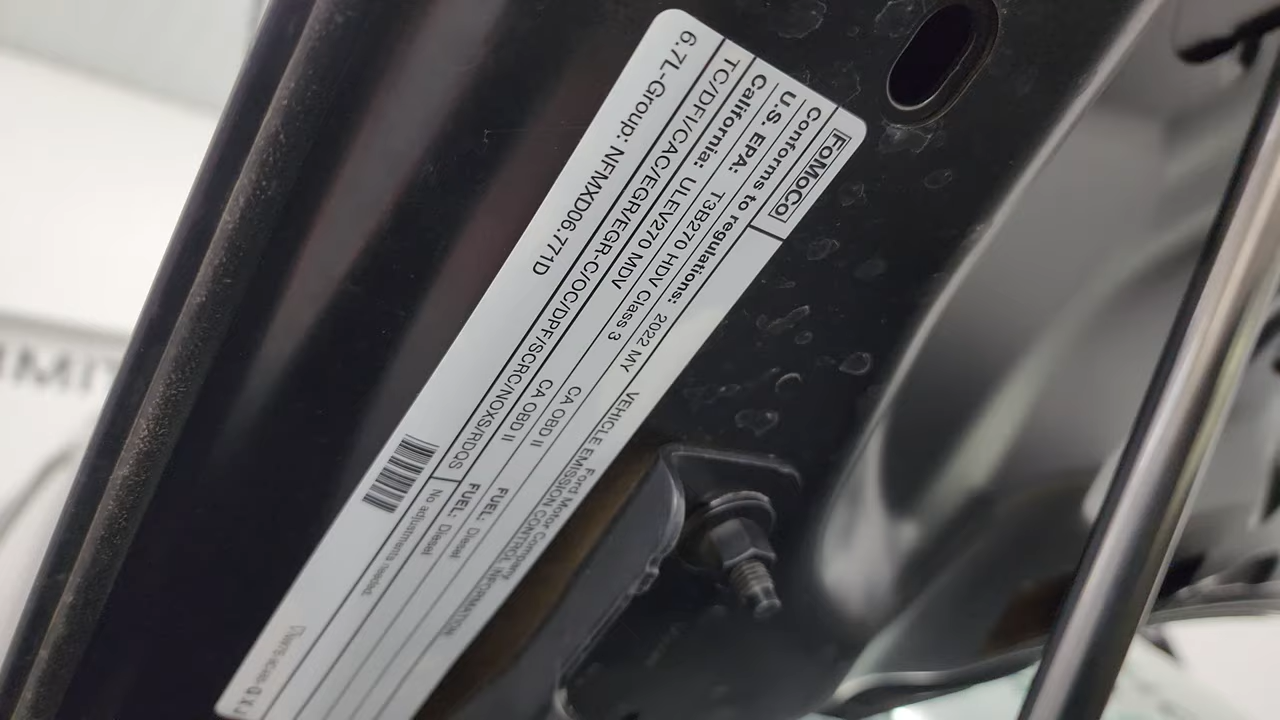 FoMoCo
Ford Motor Company
VEHICLE EMISSION CONTROL INFORMATION
Conforms to regulations: 2022 MY
U.S. EPA: T3B270 HDV Class 3 CA OBD II FUEL: Diesel
California: ULEV270 MDV CA OBD II FUEL: Diesel
TC/DFI/CAC/EGR/EGR-C/OC/DPF/SCRC/NOXS/RDQS No adjustments needed.
6.7L-Group: NFMXD06.771D